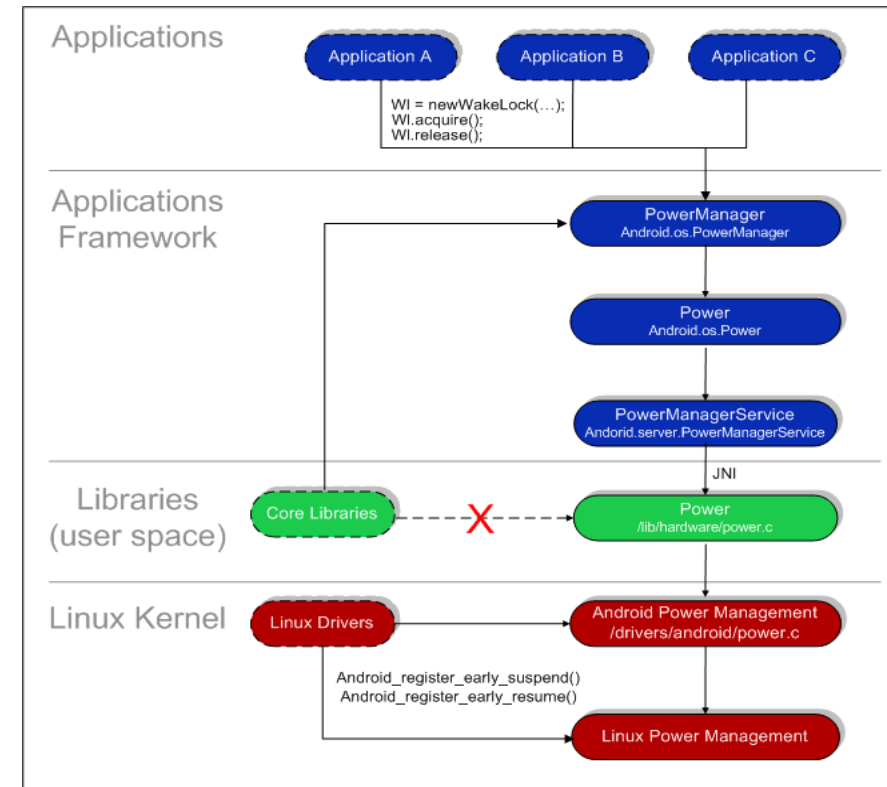 Applications
Application A
Application B
Application C
Wl = newWakeLock(…);
Wl.acquire();
Wl.release();
Applications
Framework
PowerManager
Android.os.PowerManager
Power
Android.os.Power
PowerManagerService
Andorid.server.PowerManagerService
JNI
Libraries
(user space)
Core Libraries
X
Power
/lib/hardware/power.c
Linux Kernel
Linux Drivers
Android Power Management
/drivers/android/power.c
Android_register_early_suspend()
Android_register_early_resume()
Linux Power Management